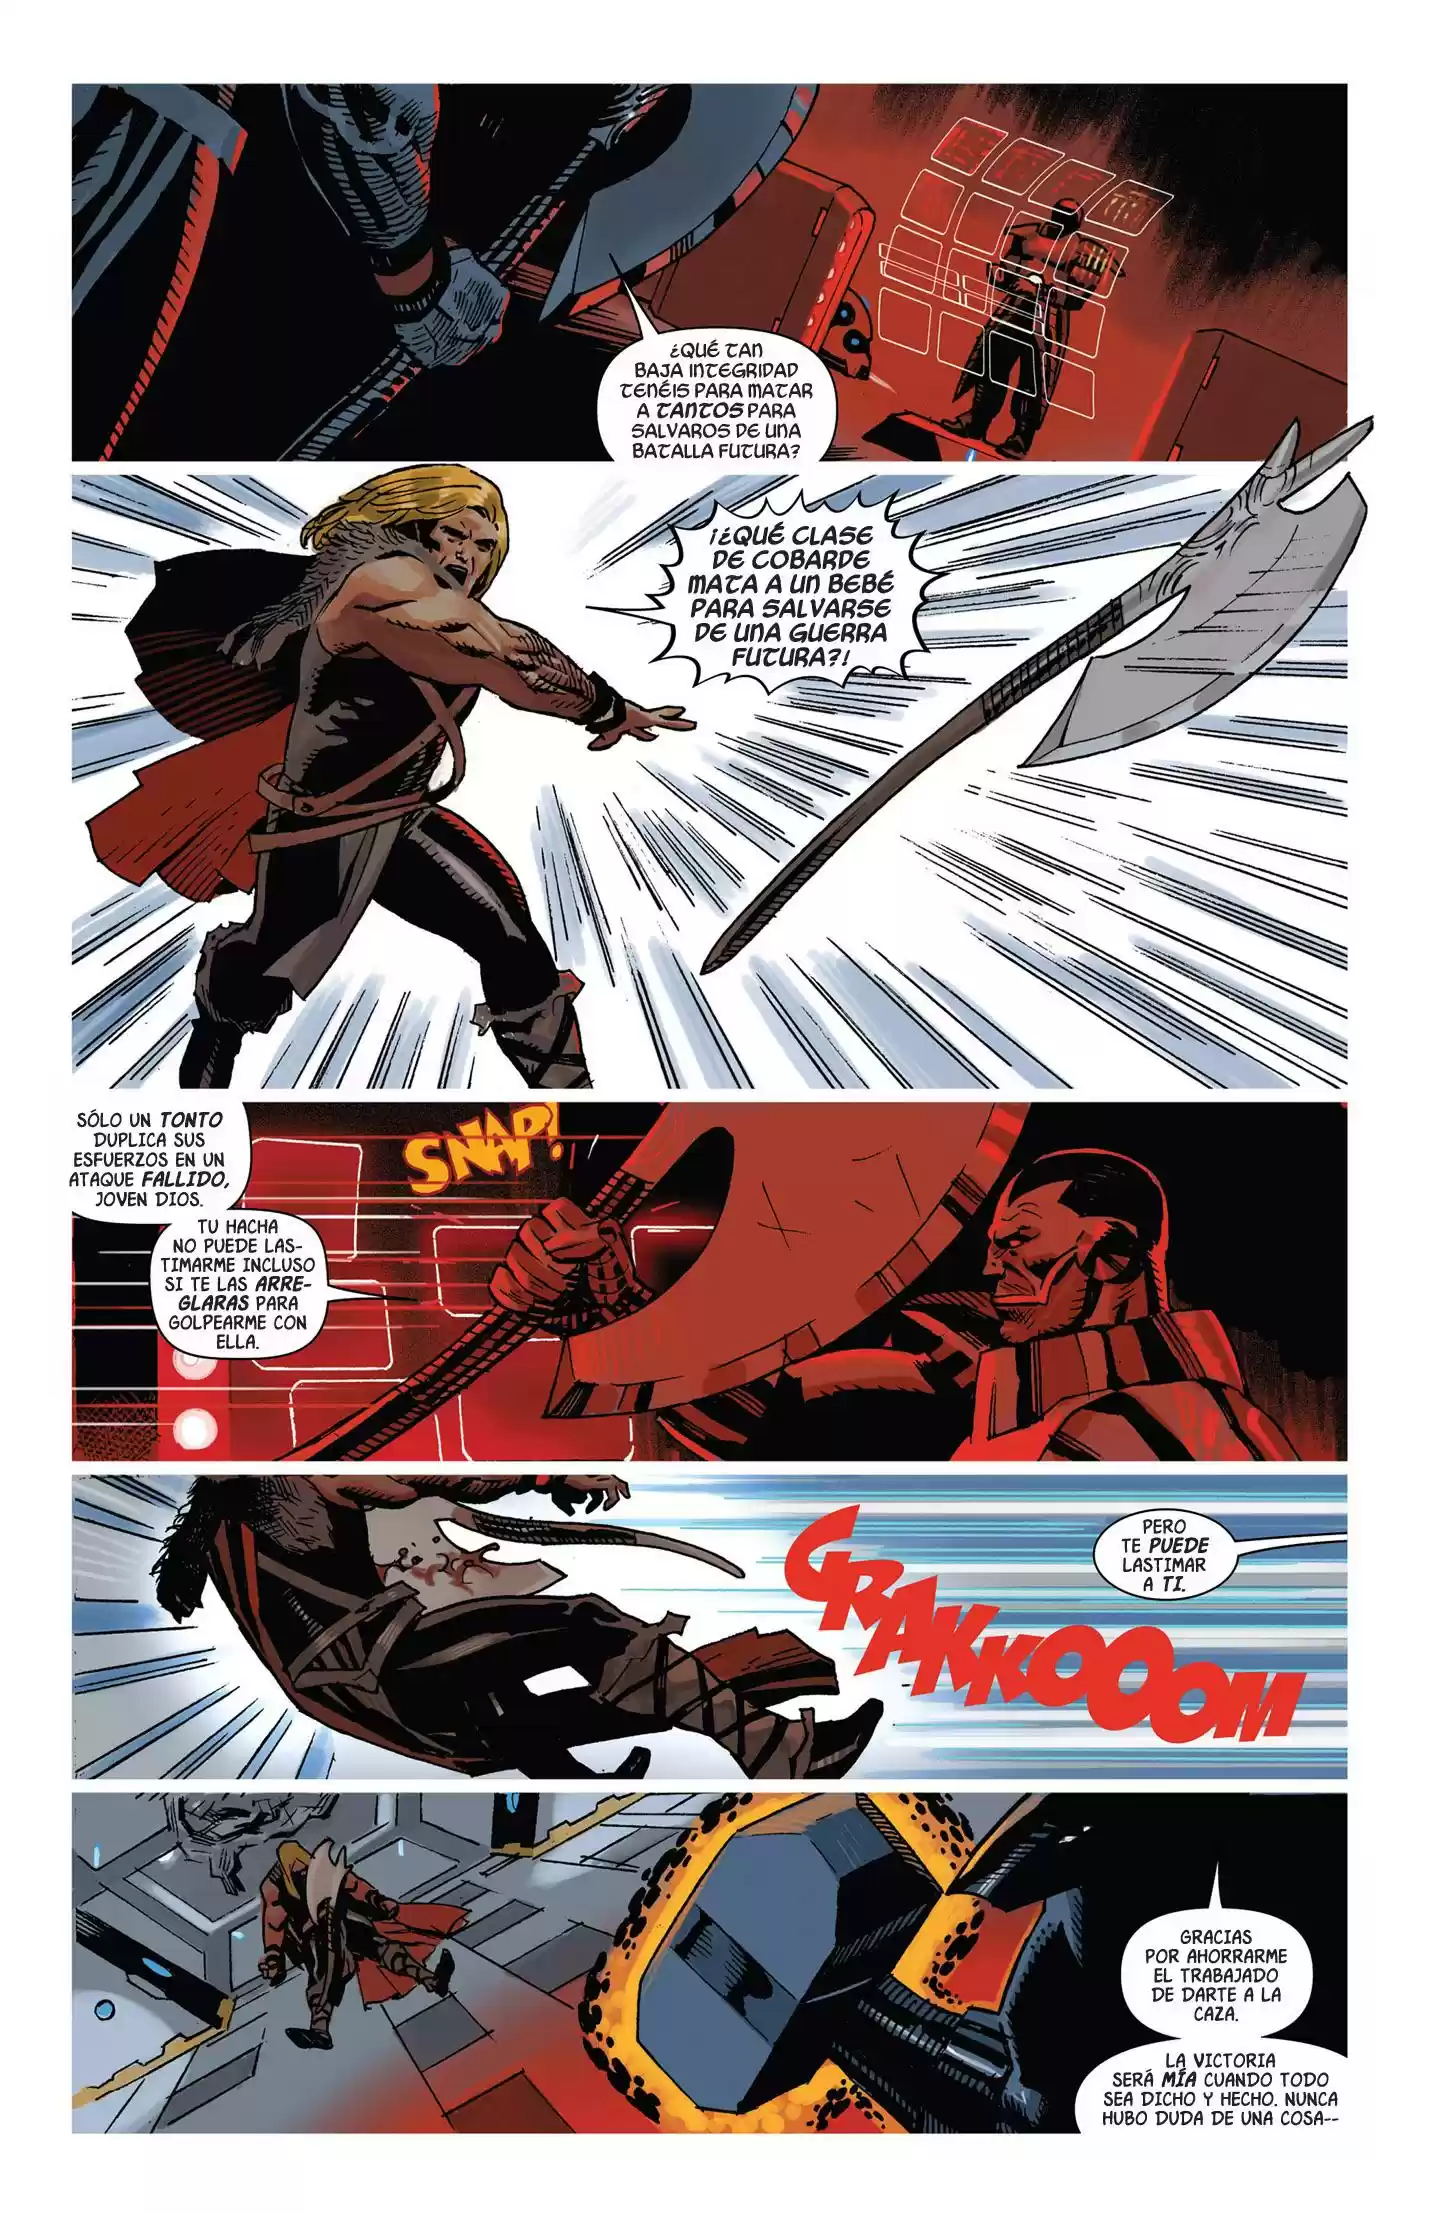 ¿QUÉ TAN
BAJA INTEGRIDAD
TENÉIS PARA MATAR
A TANTOS PARA
SALVAROS DE UNA
BATALLA FUTURA?
¡¿QUÉ CLASE
DE COBARDE
MATA A UN BEBÉ
PARA SALVARSE
DE UNA GUERRA
FUTURA?!
SÓLO UN TONTO
DUPLICA SUS
ESFUERZOS EN UN
ATAQUE FALLIDO,
JOVEN DIOS.
SNAP!
TU HACHA
NO PUEDE LAS-
TIMARME INCLUSO
SI TE LAS ARRE-
GLARAS PARA
GOLPEARME CON
ELLA.
PERO
TE PUEDE
LASTIMAR
A TI.
CRAKKOOOOM
GRACIAS
POR AHORRARME
EL TRABAJADO
DE DARTE A LA
CAZA.
LA VICTORIA
SERÁ MÍA CUANDO TODO
SEA DICHO Y HECHO. NUNCA
HUBO DUDA DE UNA COSA--